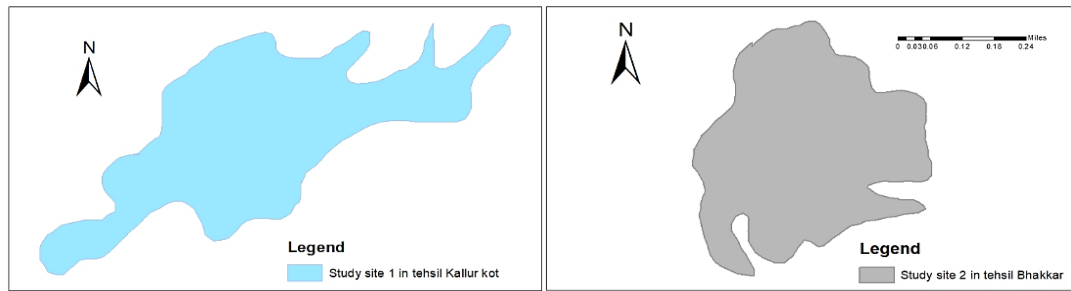 N
Legend
Study site 1 in tehsil Kallur kot
N
Miles
0 0.030.06 0.12 0.18 0.24
Legend
Study site 2 in tehsil Bhakkar